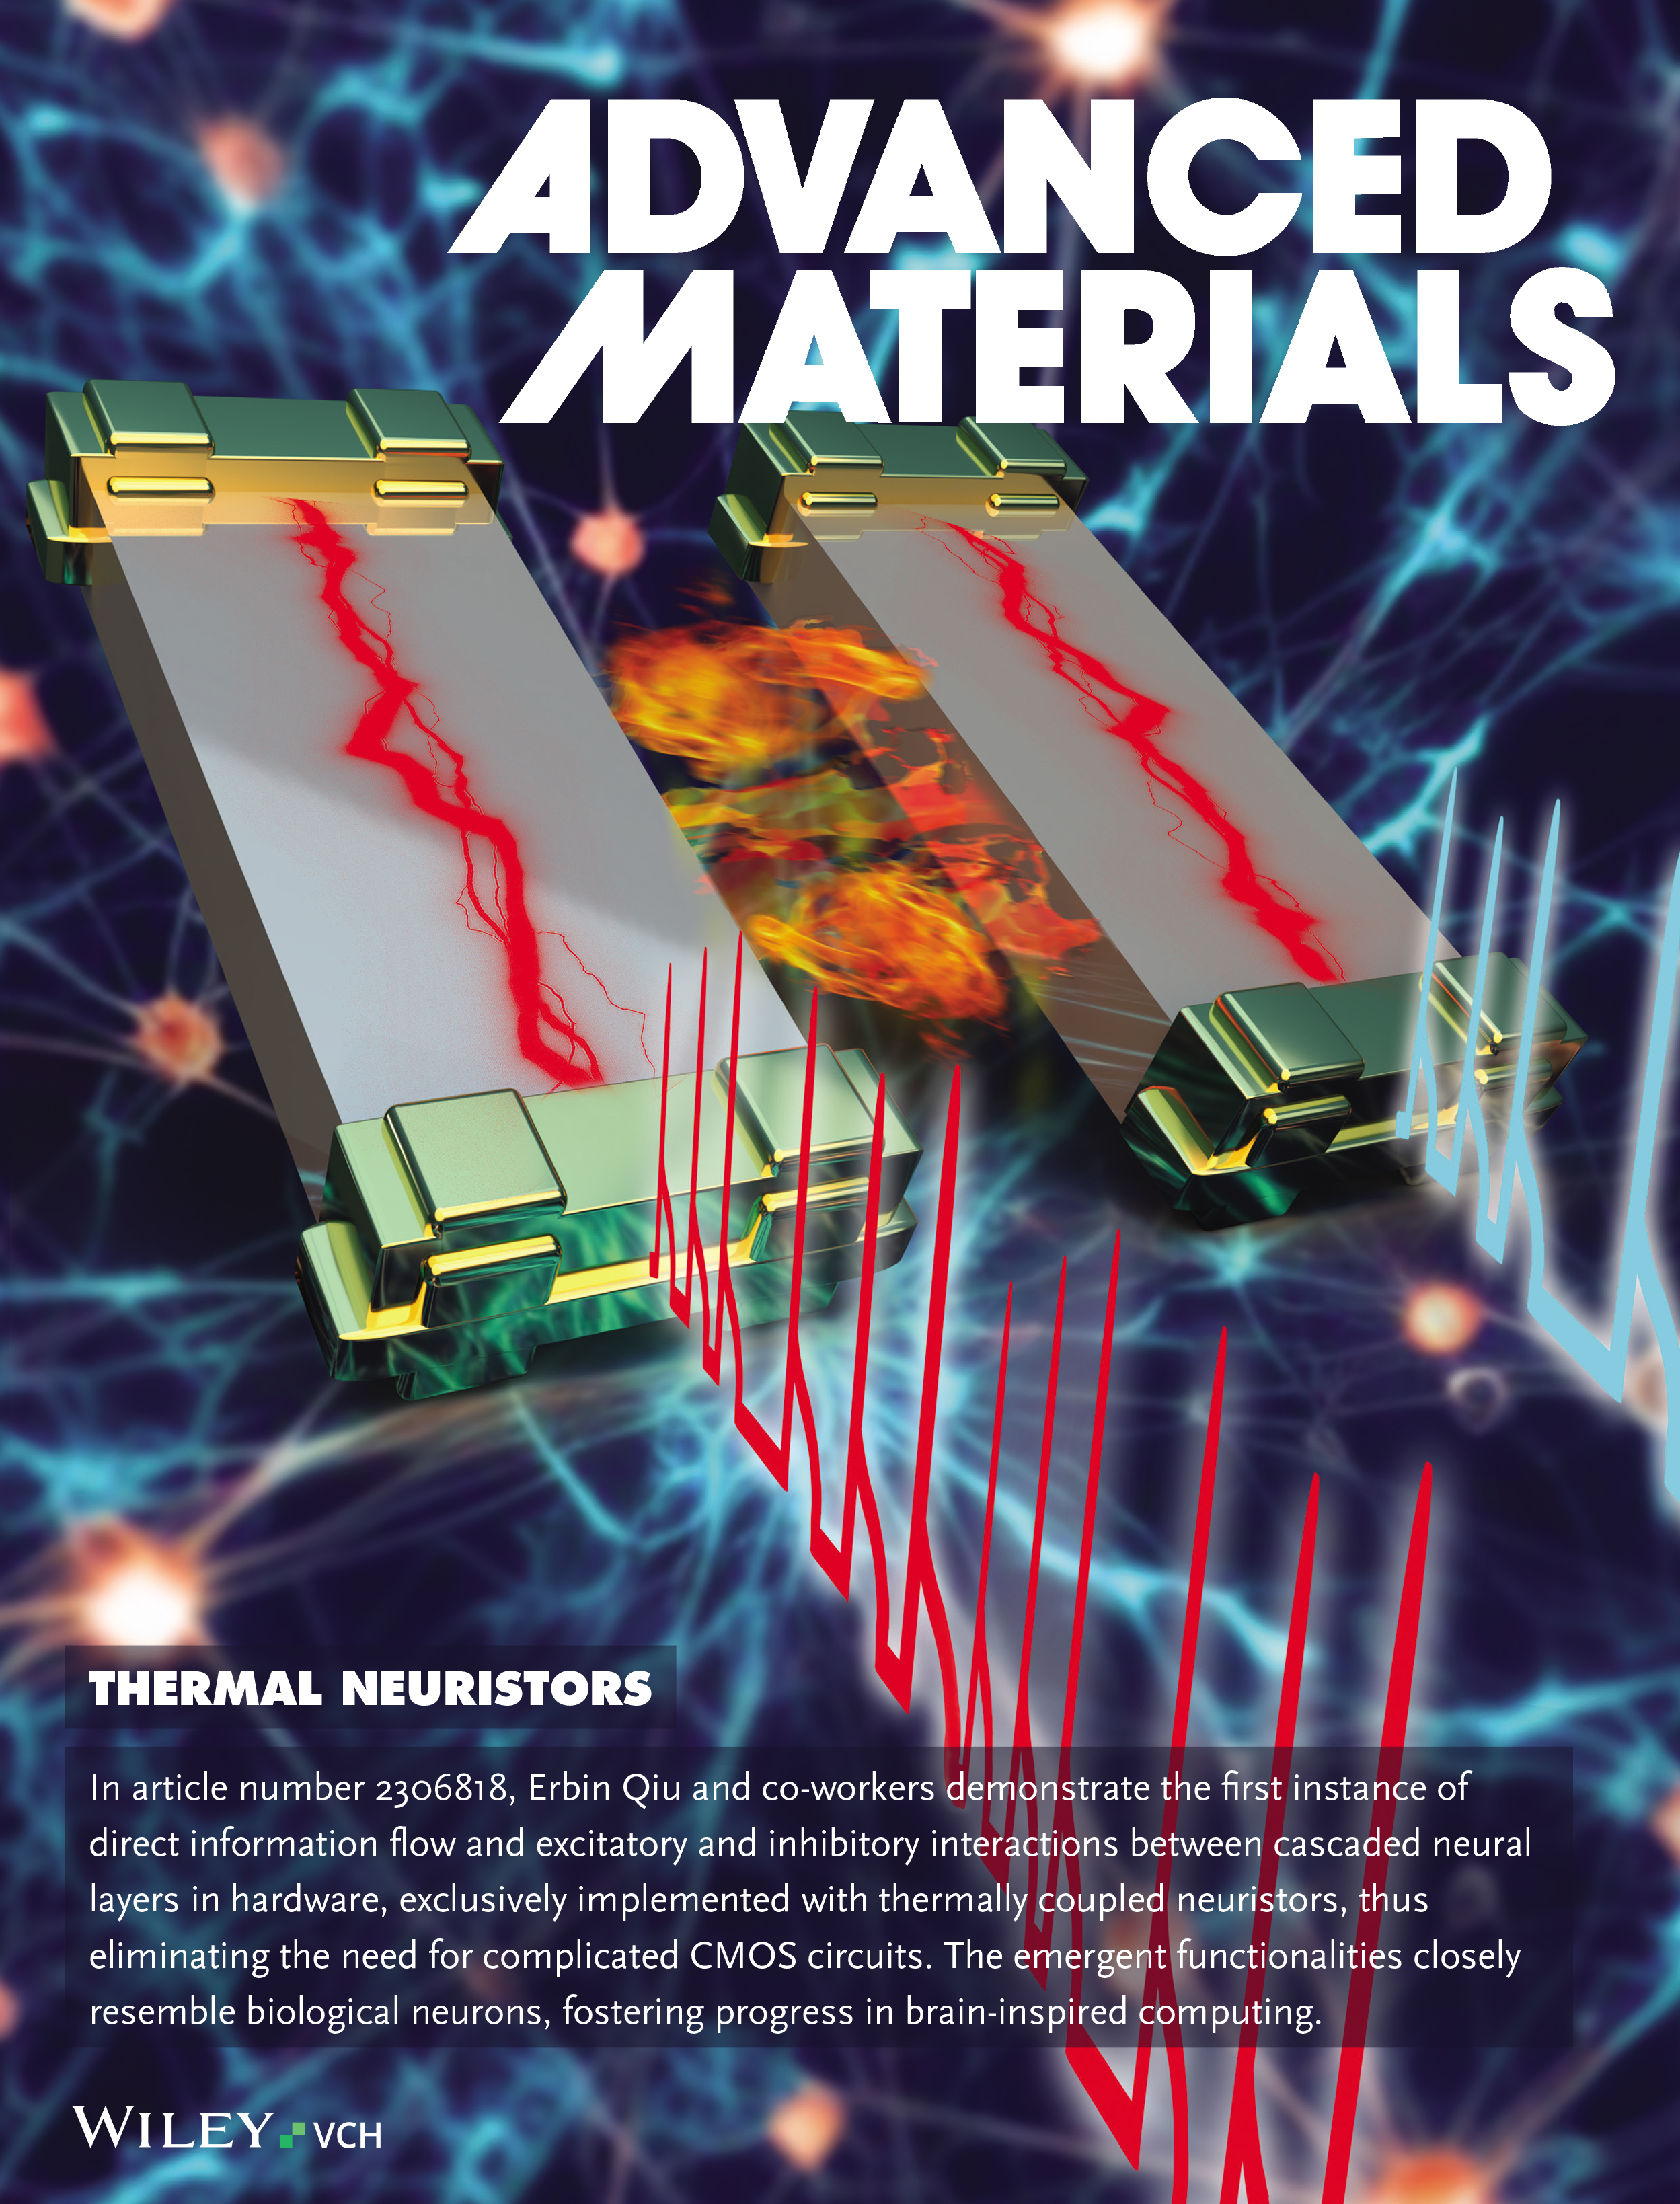 ADVANCED
MATERIALS
THERMAL NEURISTORS
In article number 2306818, Erbin Qiu and co-workers demonstrate the first instance of
direct information flow and excitatory and inhibitory interactions between cascaded neural
layers in hardware, exclusively implemented with thermally coupled neuristors, thus
eliminating the need for complicated CMOS circuits. The emergent functionalities closely
resemble biological neurons, fostering progress in brain-inspired computing.
WILEY VCH